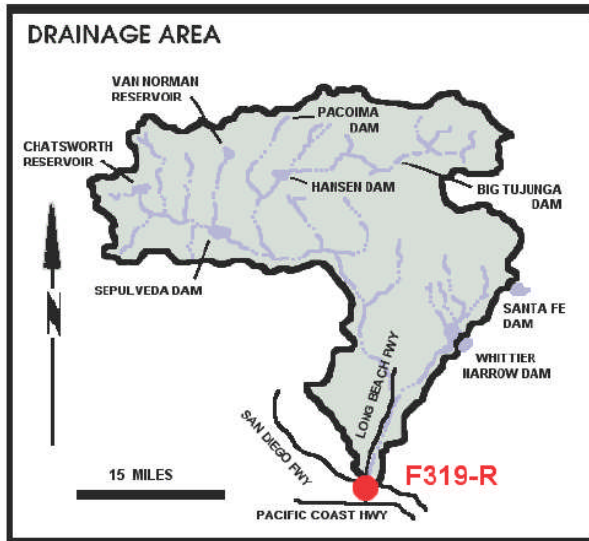 DRAINAGE AREA
VAN NORMAN
RESERVOIR
PACOIMA
DAM
CHATSWORTH
RESERVOIR
HANSEN DAM
BIG TUJUNGA
DAM
N
SEPULVEDA DAM
SANTA FE
DAM
WHITTIER
NARROW DAM
LONG BEACH FWY
SAN DIEGO FWY
15 MILES
F319-R
PACIFIC COAST HWY